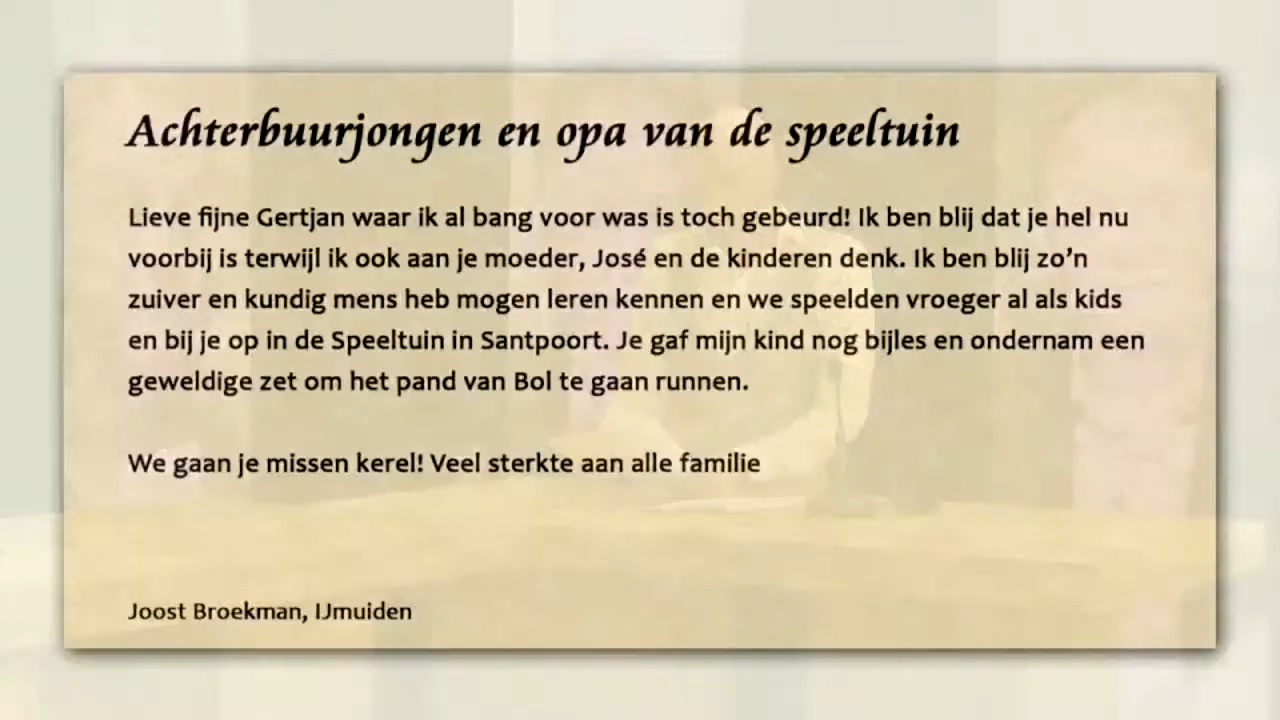 Achterbuurjongen en opa van de speeltuin
Lieve fijne Gertjan waar ik al bang voor was is toch gebeurd! Ik ben blij dat je hel nu
voorbij is terwijl ik ook aan je moeder, José en de kinderen denk. Ik ben blij zo’n
zuiver en kundig mens heb mogen leren kennen en we speelden vroeger al als kids
en bij je op in de Speeltuin in Santpoort. Je gaf mijn kind nog bijles en ondernam een
geweldige zet om het pand van Bol te gaan runnen.
We gaan je missen kerel! Veel sterkte aan alle familie
Joost Broekman, IJmuiden